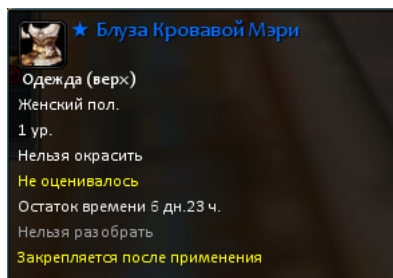 ★ Блуза Кровавой Мэри
Одежда (верх)
Женский пол.
1 ур.
Нельзя окрасить
Не оценивалось
Остаток времени 6 дн.23 ч.
Нельзя разобрать
Закрепляется после применения